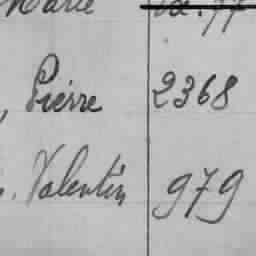 Marie
, Pierre 2368
. Valentin 979